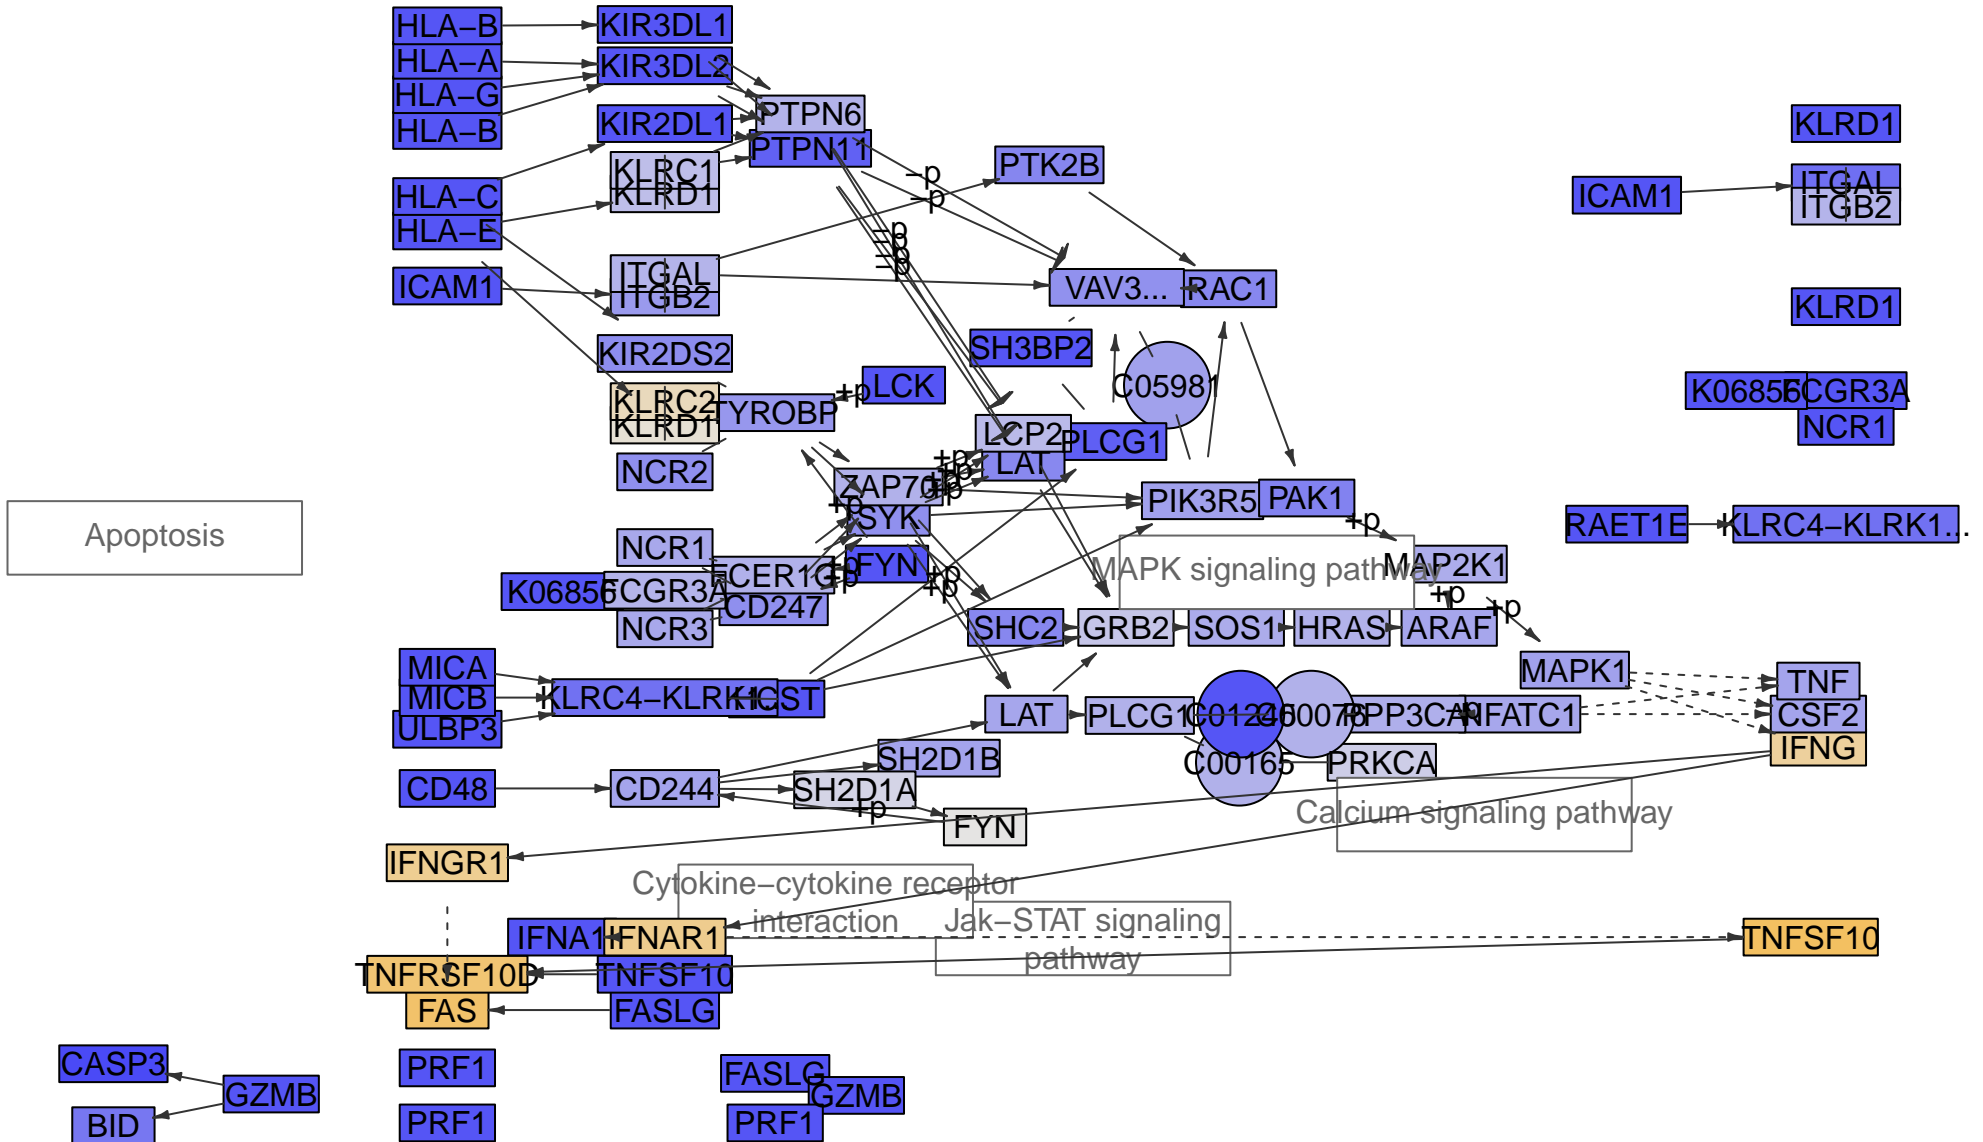 HLA−B
KIR3DL1
HLA−A
KIR3DL2
HLA−G
HLA−B
PTPN6
KIR2DL1
PTPN11
KLRD1
PTK2B
KLRC1
KLRD1
−p
−p
ICAM1
ITGAL
ITGB2
HLA−C
HLA−E
−p
−p
−p
−p
ITGAL
ITGB2
ICAM1
VAV3...
RAC1
KLRD1
SH3BP2
KIR2DS2
C05981
LCK
+p
KLRC2
KLRD1
TYROBP
K06856
FCGR3A
NCR1
LCP2
PLCG1
LAT
NCR2
+p
+p
+p
+p
ZAP70
SYK
+p
PIK3R5
PAK1
+p
RAET1E
KLRC4−KLRK1...
Apoptosis
NCR1
FCER1G
FYN
+p
+p
+p
+p
MAPK signaling pathway
MAP2K1
K06856
FCGR3A
CD247
NCR3
SHC2
GRB2
SOS1
HRAS
ARAF
+p
+p
MICA
MICB
ULBP3
KLRC4−KLRK1...
HCST
MAPK1
TNF
CSF2
IFNG
LAT
PLCG1
C01245
C00076
PPP3CA
NFATC1
C00165
PRKCA
SH2D1B
CD48
CD244
SH2D1A
+p
FYN
Calcium signaling pathway
IFNGR1
Cytokine−cytokine receptor
interaction
Jak−STAT signaling
pathway
IFNA1
IFNAR1
TNFSF10
TNFRSF10D
TNFSF10
FAS
FASLG
CASP3
GZMB
BID
PRF1
PRF1
FASLG
GZMB
PRF1